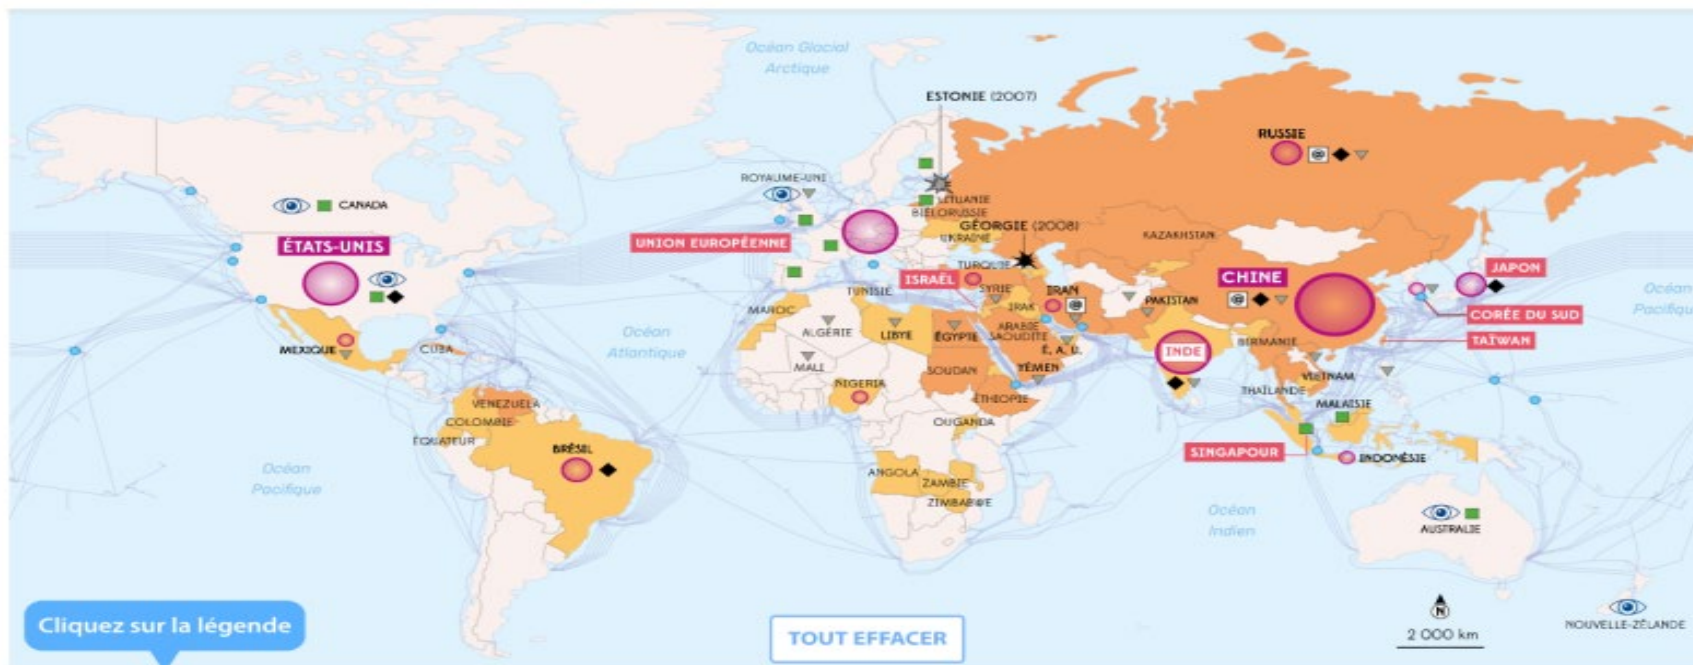 Océan Glacial
Arctique
ESTONIE (2007)
RUSSIE
ROYAUME-UNI
LITUANIE
BIÉLORUSSIE
CANADA
ÉTATS-UNIS
UNION EUROPÉENNE
GÉORGIE (2008)
UKRAINE
KAZAKHSTAN
TURQUIE
ISRAËL
SYRIE
IRAN
CHINE
JAPON
TUNISIE
MAROC
IRAK
PAKISTAN
Océan
Pacifique
CORÉE DU SUD
Océan
Atlantique
ALGÉRIE
LIBYE
ÉGYPTE
ARABIE
SAOUDITE
É. A. U.
INDE
BIRMANIE
TAÏWAN
MEXIQUE
CUBA
MALI
SOUDAN
YÉMEN
VIETNAM
NIGERIA
THAÏLANDE
ÉTHIOPIE
VENEZUELA
COLOMBIE
OUGANDA
MALAISIE
ÉQUATEUR
BRÉSIL
SINGAPOUR
INDONÉSIE
Océan
Pacifique
ANGOLA
ZAMBIE
ZIMBABWE
Océan
Indien
AUSTRALIE
N
2 000 km
NOUVELLE-ZÉLANDE
Cliquez sur la légende
TOUT EFFACER